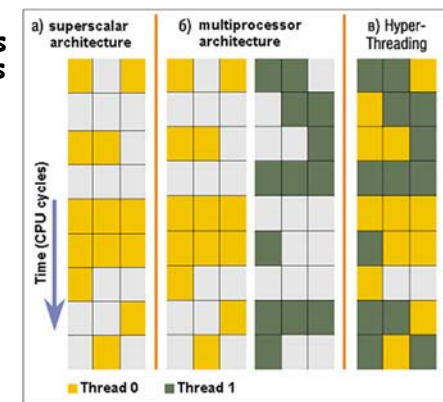 s
s
а) superscalar
architecture
б) multiprocessor
architecture
в) Hyper-
Threading
Time (CPU cycles)
Thread 0
Thread 1